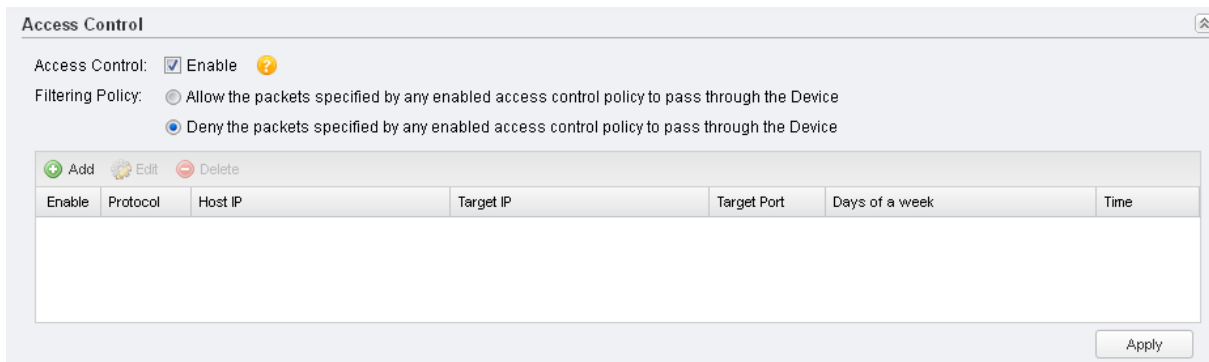 Access Control
Access Control: Enable ?
Filtering Policy: Allow the packets specified by any enabled access control policy to pass through the Device
Deny the packets specified by any enabled access control policy to pass through the Device
Add Edit Delete
Enable Protocol Host IP Target IP Target Port Days of a week Time
Apply